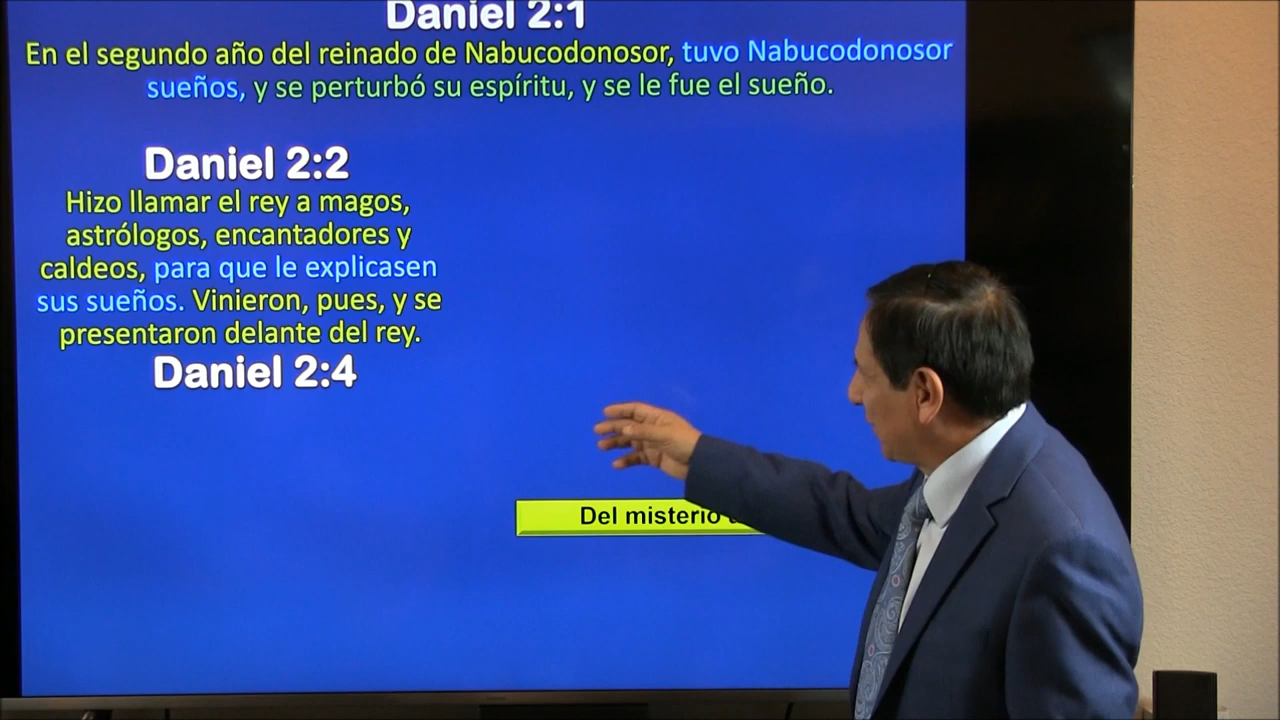 Daniel 2:1
En el segundo año del reinado de Nabucodonosor, tuvo Nabucodonosor
sueños, y se perturbó su espíritu, y se le fue el sueño.
Daniel 2:2
Hizo llamar el rey a magos,
astrólogos, encantadores y
caldeos, para que le explicasen
sus sueños. Vinieron, pues, y se
presentaron delante del rey.
Daniel 2:4
Del misterio